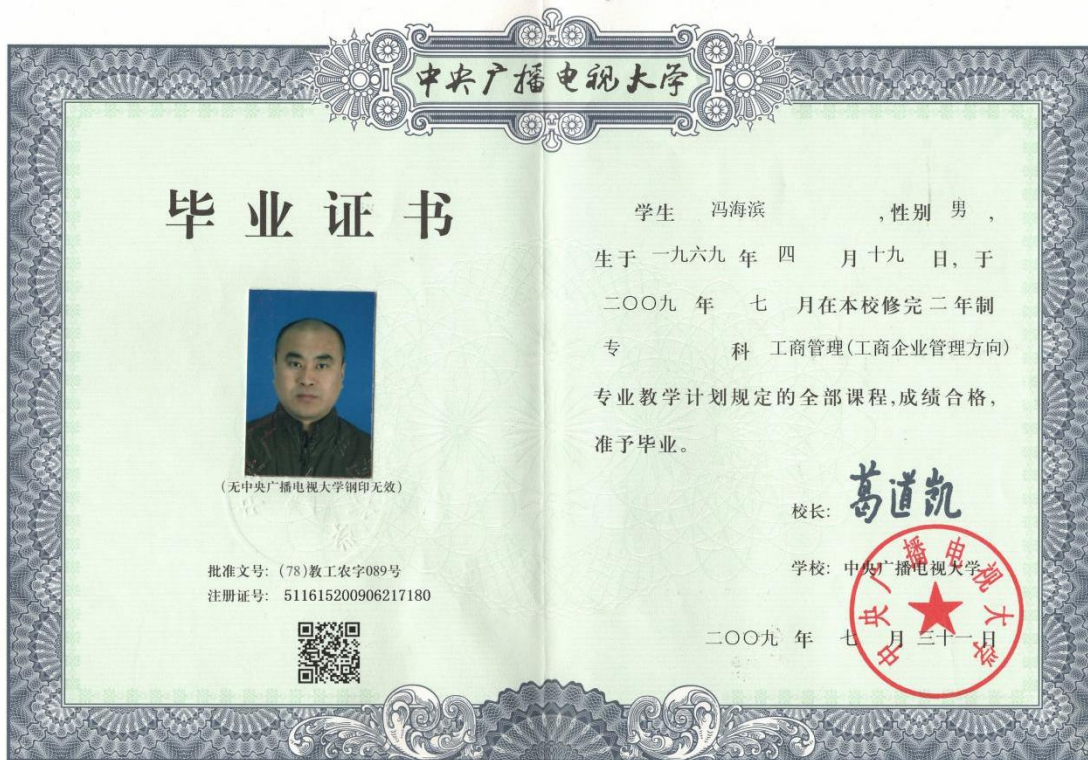 中央广播电视大学
毕业证书
(无中央广播电视大学钢印无效)
批准文号: (78)教工农字089号
注册证号: 511615200906217180
学生 冯海滨 ,性别 男 ,
生于 一九六九 年 四 月 十九 日, 于
二〇〇九 年 七 月在本校修完 二 年制
专 科 工商管理(工商企业管理方向)
专业教学计划规定的全部课程,成绩合格,
准予毕业。
校长: 葛道凯
学校: 中央广播电视大学
二〇〇九 年 七 月 三十一 日
中央广播电视大学